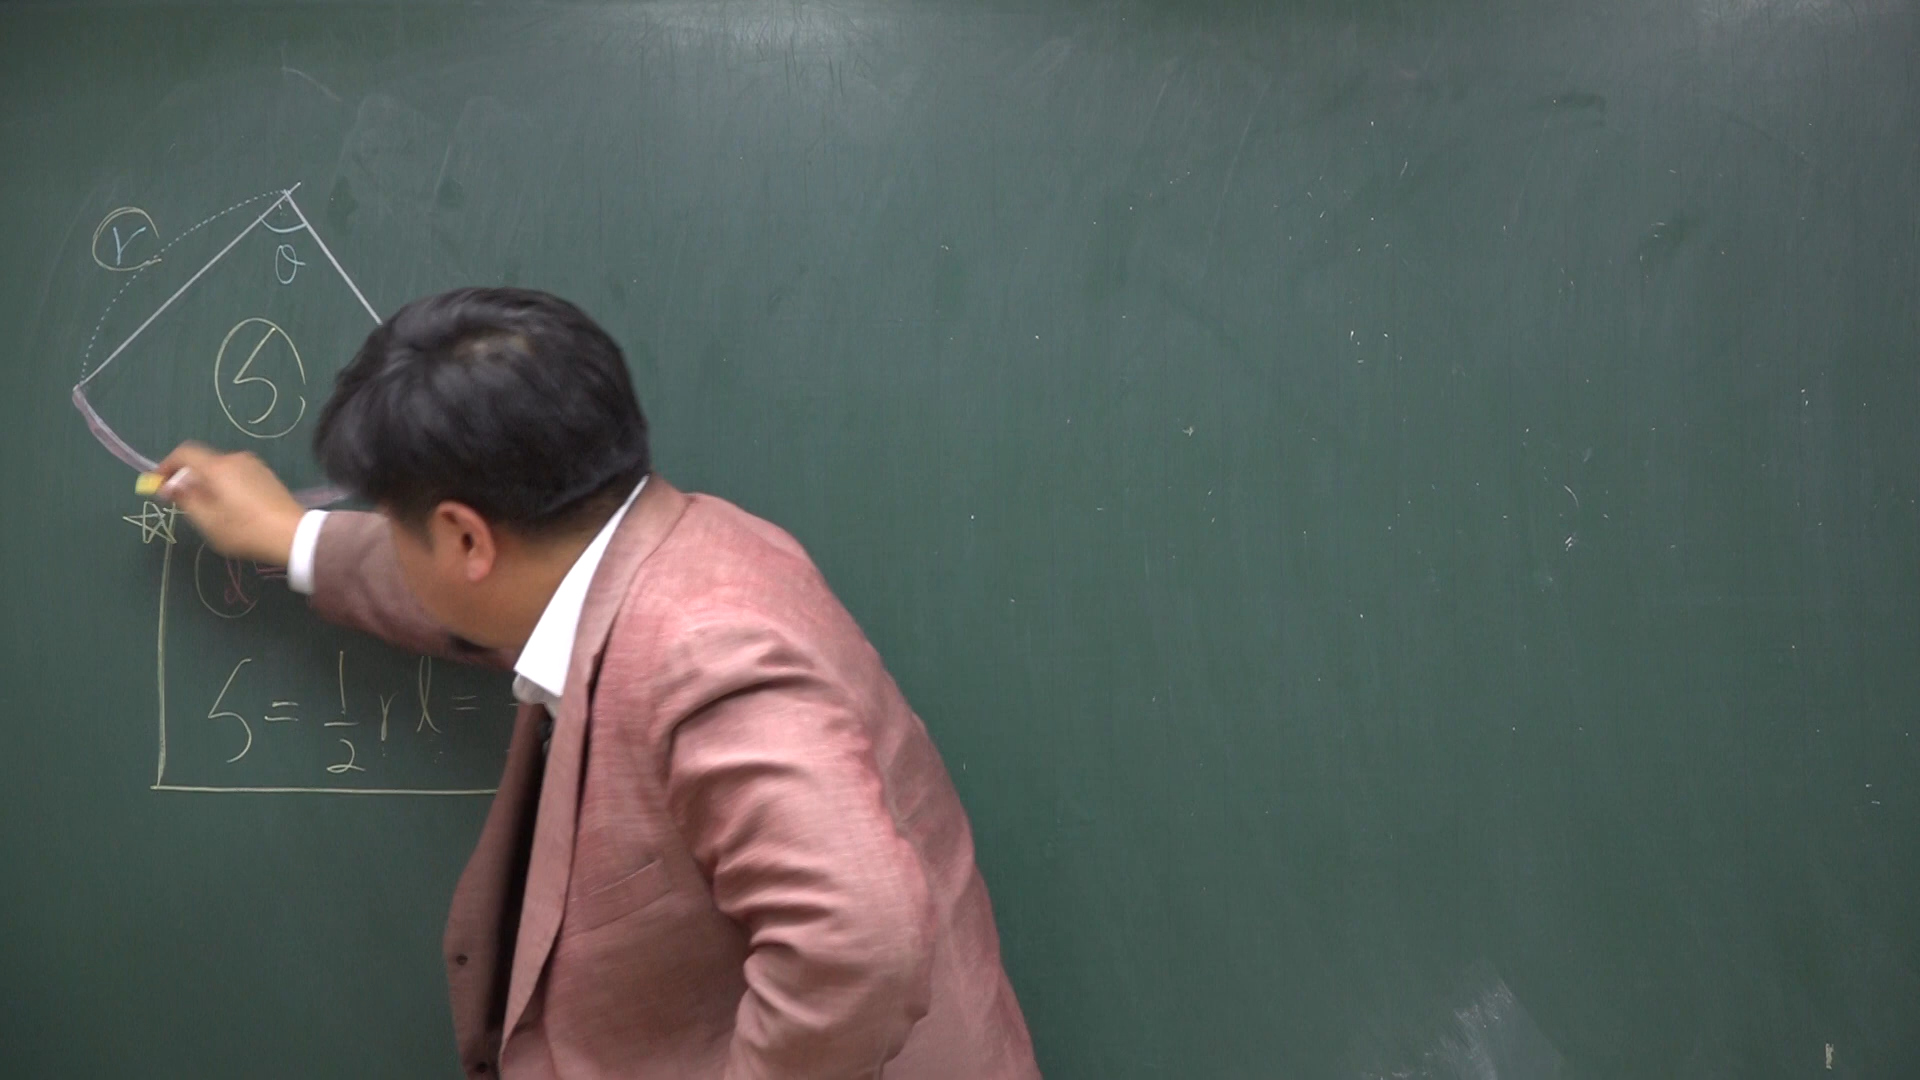 r
θ
S
l =
S = 1/2 r l =